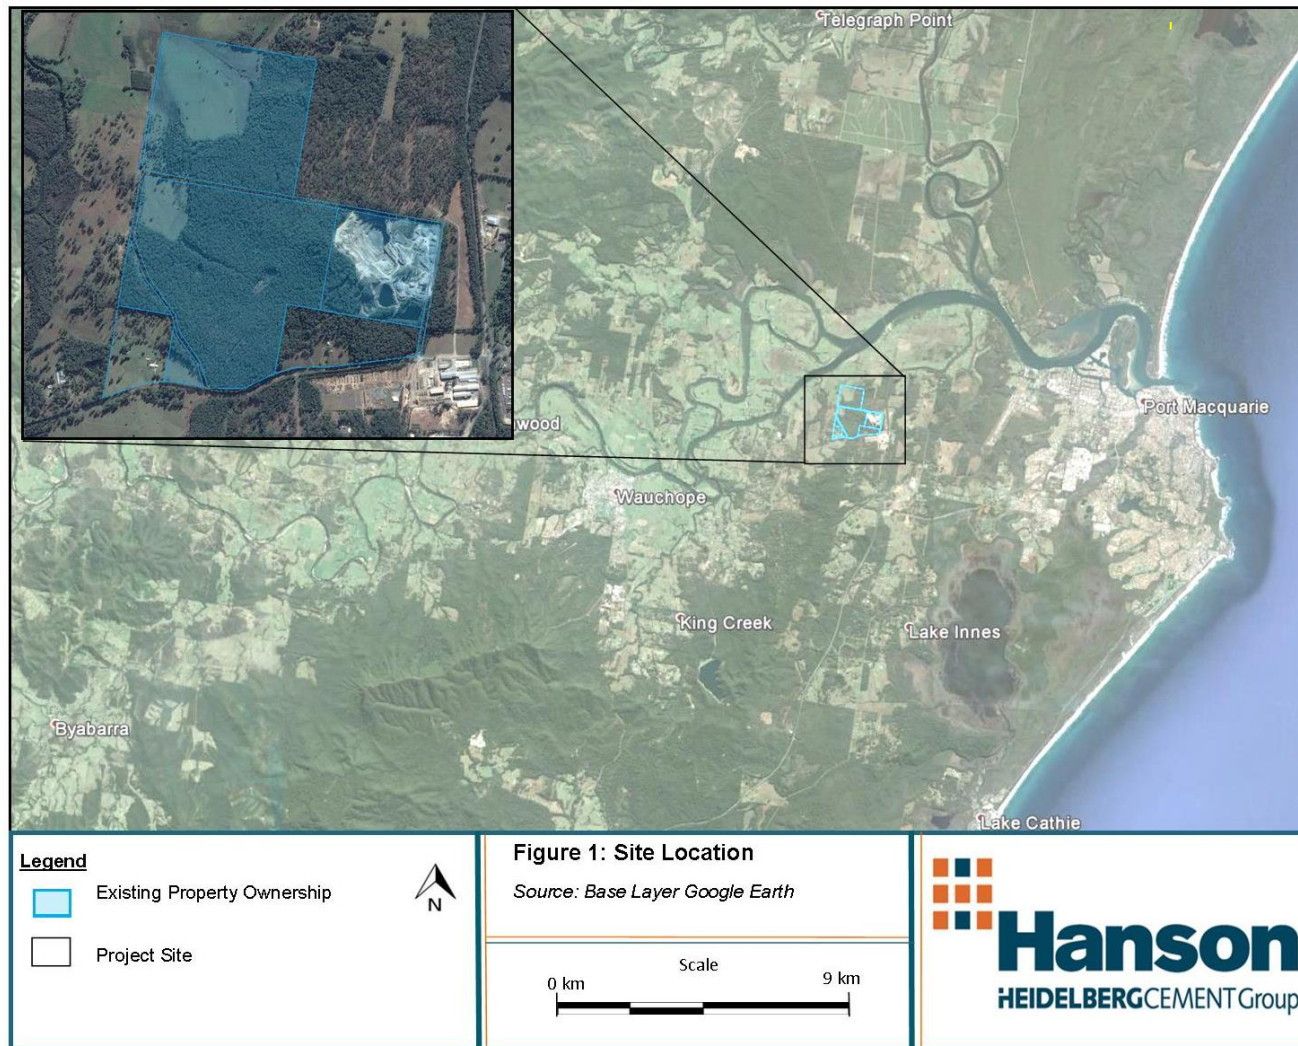 Telegraph Point
wood
Port Macquarie
Wauchope
King Creek
Lake Innes
Byabarra
Lake Cathie
Legend
Existing Property Ownership
Project Site
N
Figure 1: Site Location
Source: Base Layer Google Earth
Scale
0 km
9 km
Hanson
HEIDELBERGCEMENT Group